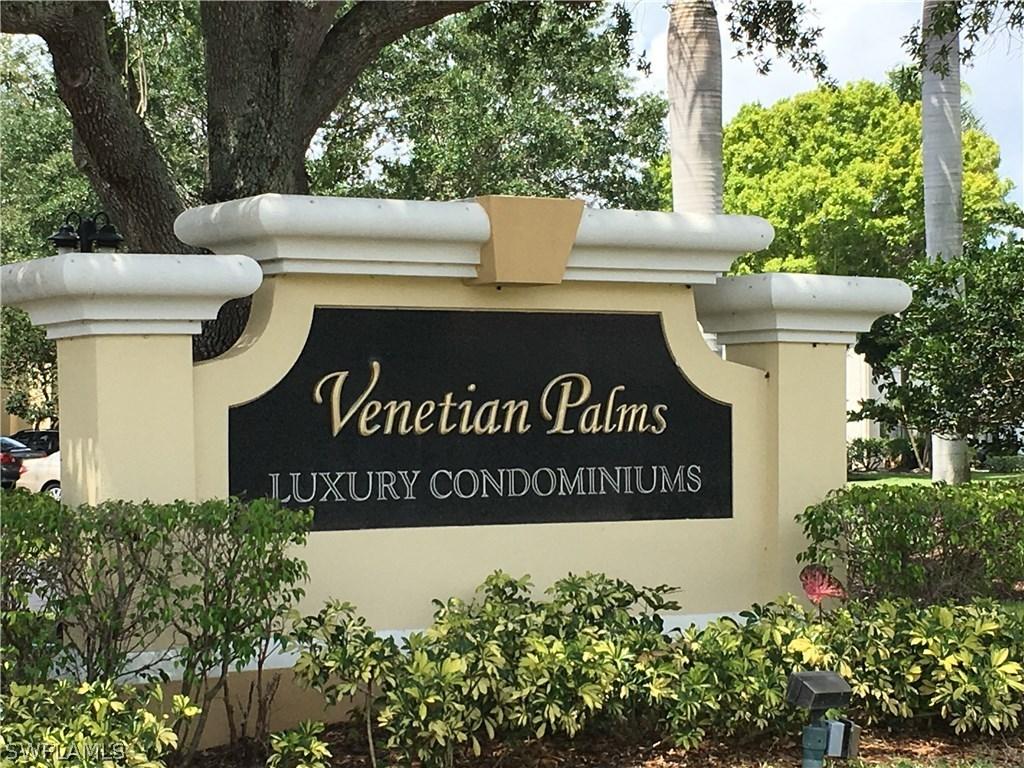 Venetian Palms
LUXURY CONDOMINIUMS
SWFLAMLS